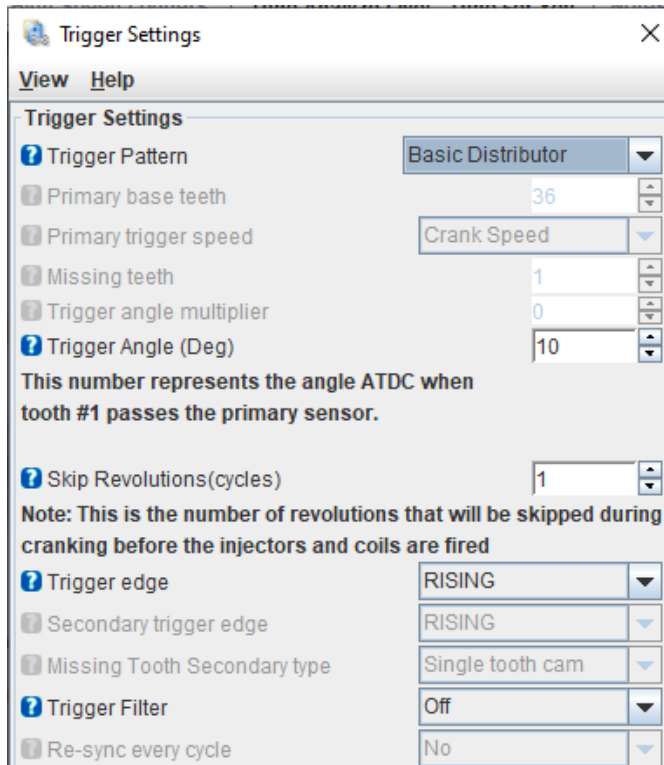 Trigger Settings
View Help
Trigger Settings
Trigger Pattern Basic Distributor
Primary base teeth 36
Primary trigger speed Crank Speed
Missing teeth 1
Trigger angle multiplier 0
Trigger Angle (Deg) 10
This number represents the angle ATDC when
tooth #1 passes the primary sensor.
Skip Revolutions(cycles) 1
Note: This is the number of revolutions that will be skipped during
cranking before the injectors and coils are fired
Trigger edge RISING
Secondary trigger edge RISING
Missing Tooth Secondary type Single tooth cam
Trigger Filter Off
Re-sync every cycle No